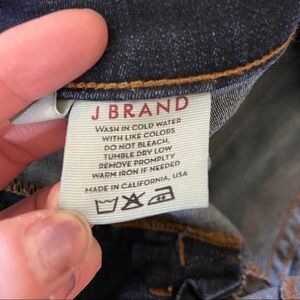 J BRAND
WASH IN COLD WATER
WITH LIKE COLORS
DO NOT BLEACH,
TUMBLE DRY LOW
REMOVE PROMPTLY
WARM IRON IF NEEDED
MADE IN CALIFORNIA, USA